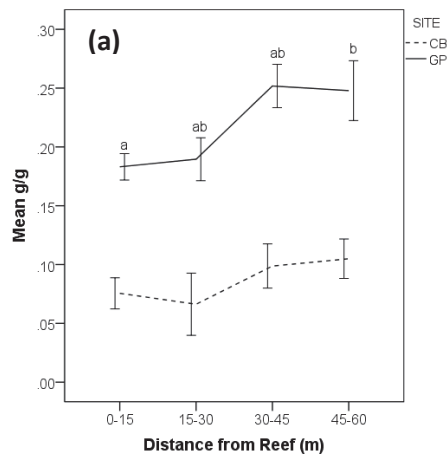 (a)
SITE
CB
GP
.30
.25
.20
.15
.10
.05
.00
Mean g/g
a
ab
ab
b
0-15
15-30
30-45
45-60
Distance from Reef (m)